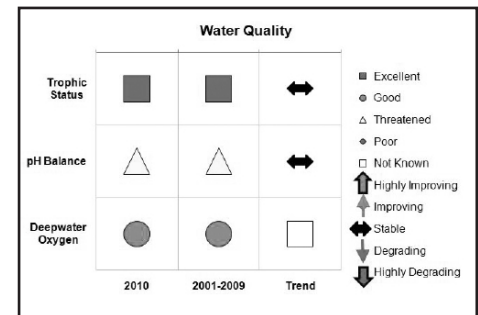 Water Quality
Trophic
Status
pH Balance
Deepwater
Oxygen
2010
2001-2009
Trend
Excellent
Good
Threatened
Poor
Not Known
Highly Improving
Improving
Stable
Degrading
Highly Degrading